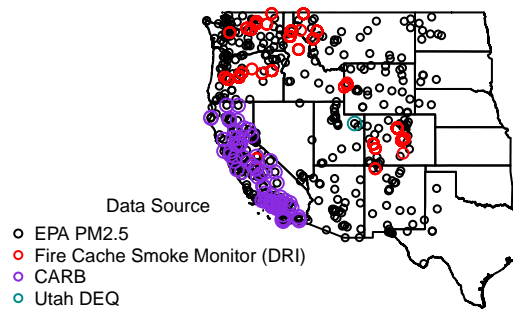 Data Source
EPA PM2.5
Fire Cache Smoke Monitor (DRI)
CARB
Utah DEQ